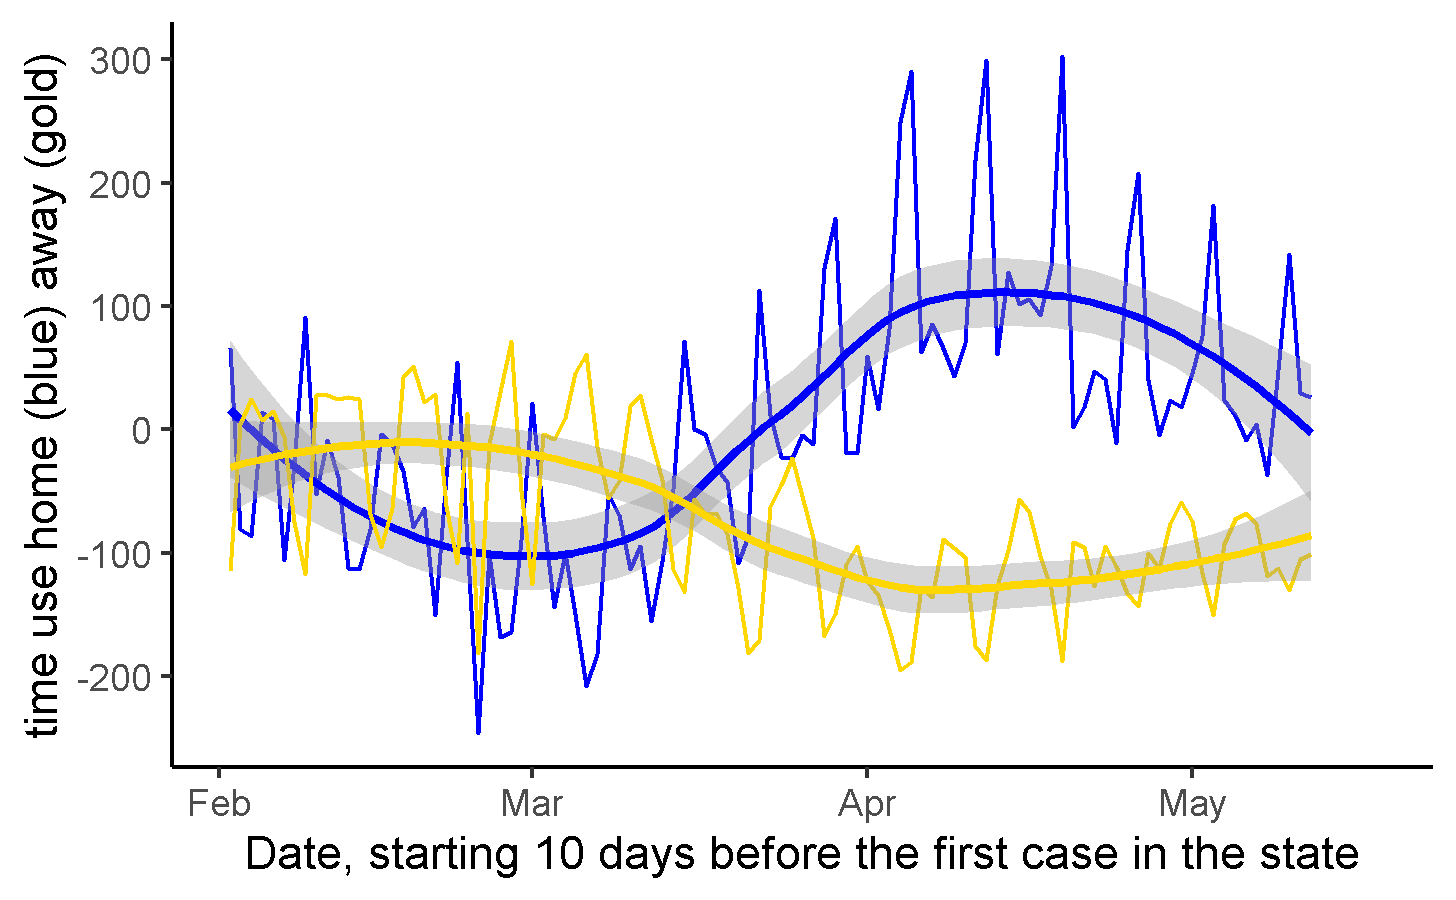 time use home (blue) away (gold)
300
200
100
0
-100
-200
Feb Mar Apr May
Date, starting 10 days before the first case in the state